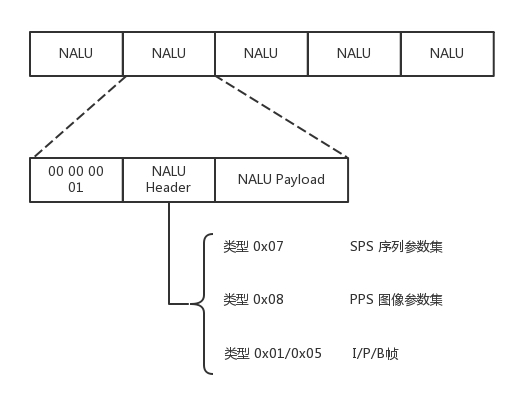 NALU NALU NALU NALU NALU
00 00 00 NALU NALU Payload
01 Header
类型 0x07 SPS 序列参数集
类型 0x08 PPS 图像参数集
类型 0x01/0x05 I/P/B帧